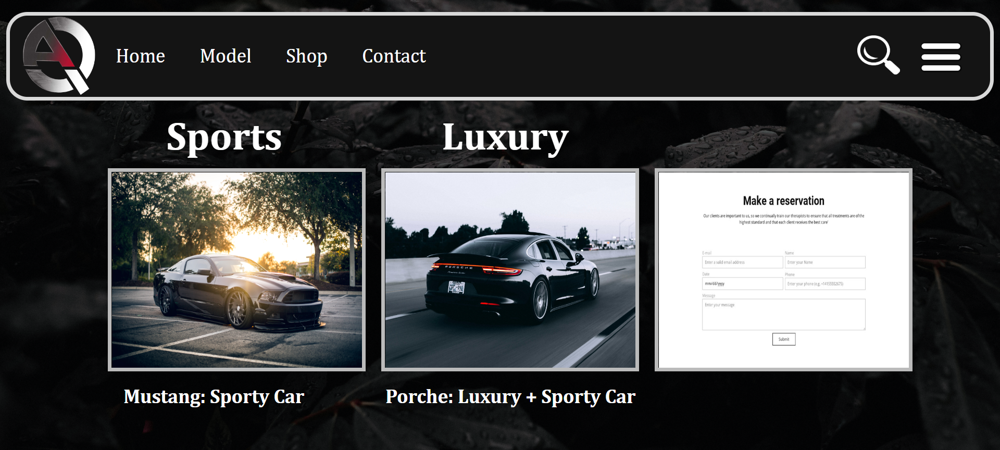 Home Model Shop Contact
Sports Luxury
PORSCHE
Make a reservation
Our clients are important to us, so we continually train our therapists to ensure that all treatments are of the
highest standard and that each client receives the best care'
E-mail Name
Enter a valid email address Enter your Name
Date Phone
mm/dd/yyyy Enter your phone (e.g. +14155552675)
Message
Enter your message
Submit
Mustang: Sporty Car Porche: Luxury + Sporty Car